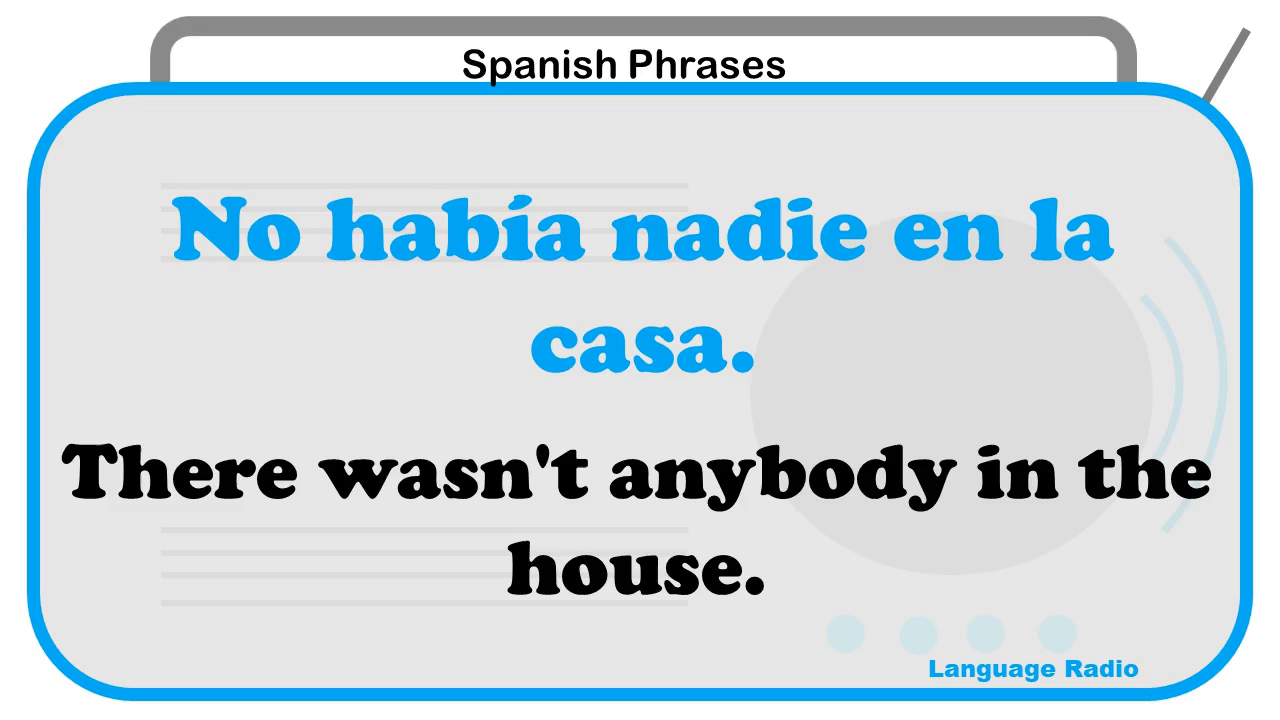 Spanish Phrases
No había nadie en la
casa.
There wasn't anybody in the
house.
Language Radio